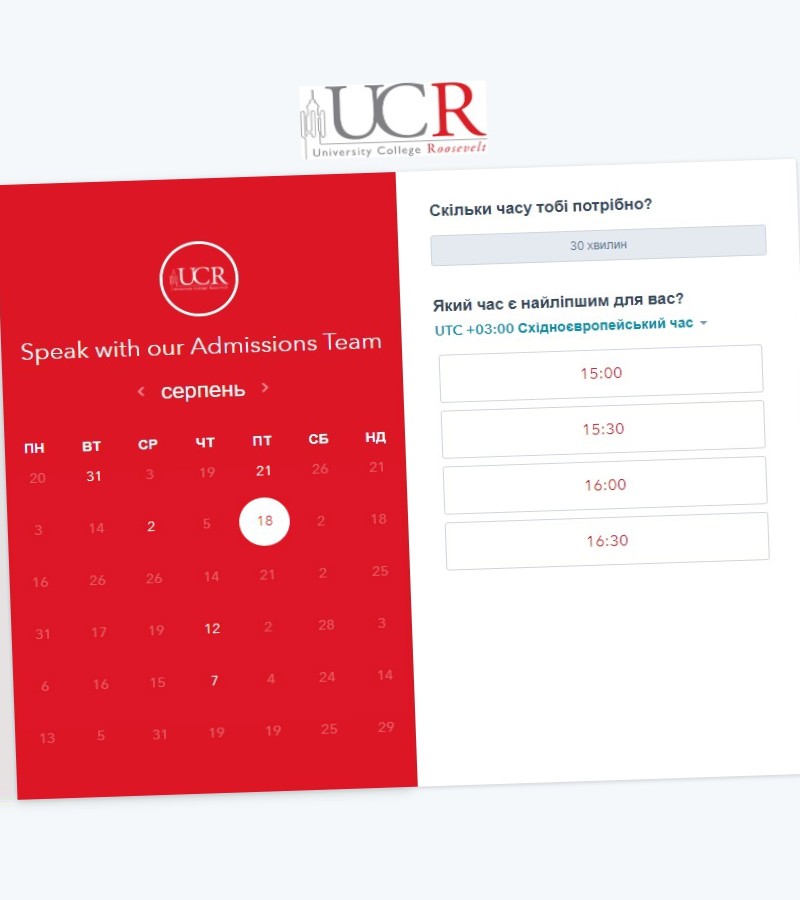 UCR
University College Roosevelt
UCR
Speak with our Admissions Team
серпень
ПН ВТ СР ЧТ ПТ СБ НД
20 31 3 19 21 26 21
3 14 2 5 18 2 18
16 26 26 14 21 2 25
31 17 19 12 2 28 3
6 16 15 7 4 24 14
13 5 31 19 19 25 29
Скільки часу тобі потрібно?
30 хвилин
Який час є найліпшим для вас?
UTC +03:00 Східноєвропейський час
15:00
15:30
16:00
16:30